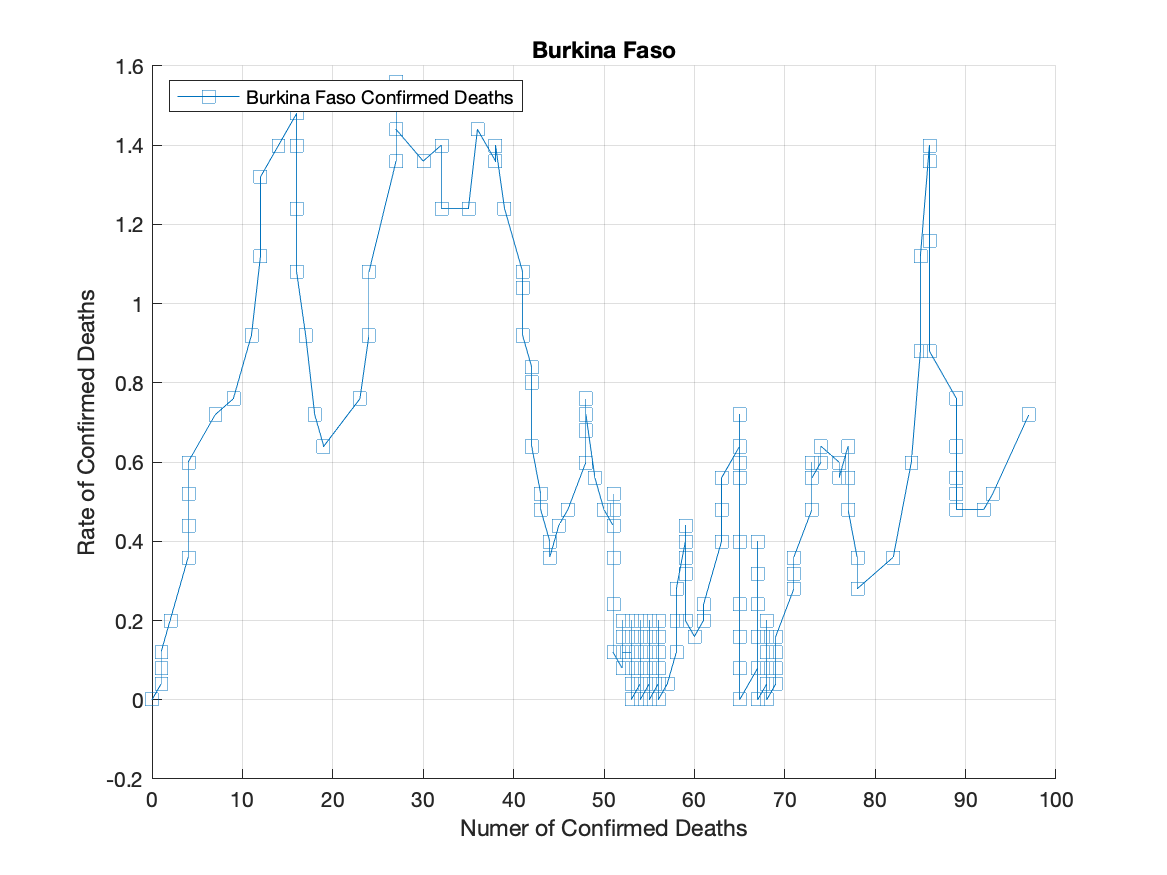 Burkina Faso
Burkina Faso Confirmed Deaths
1.6
1.4
1.2
1
0.8
0.6
0.4
0.2
0
-0.2
Rate of Confirmed Deaths
0 10 20 30 40 50 60 70 80 90 100
Numer of Confirmed Deaths